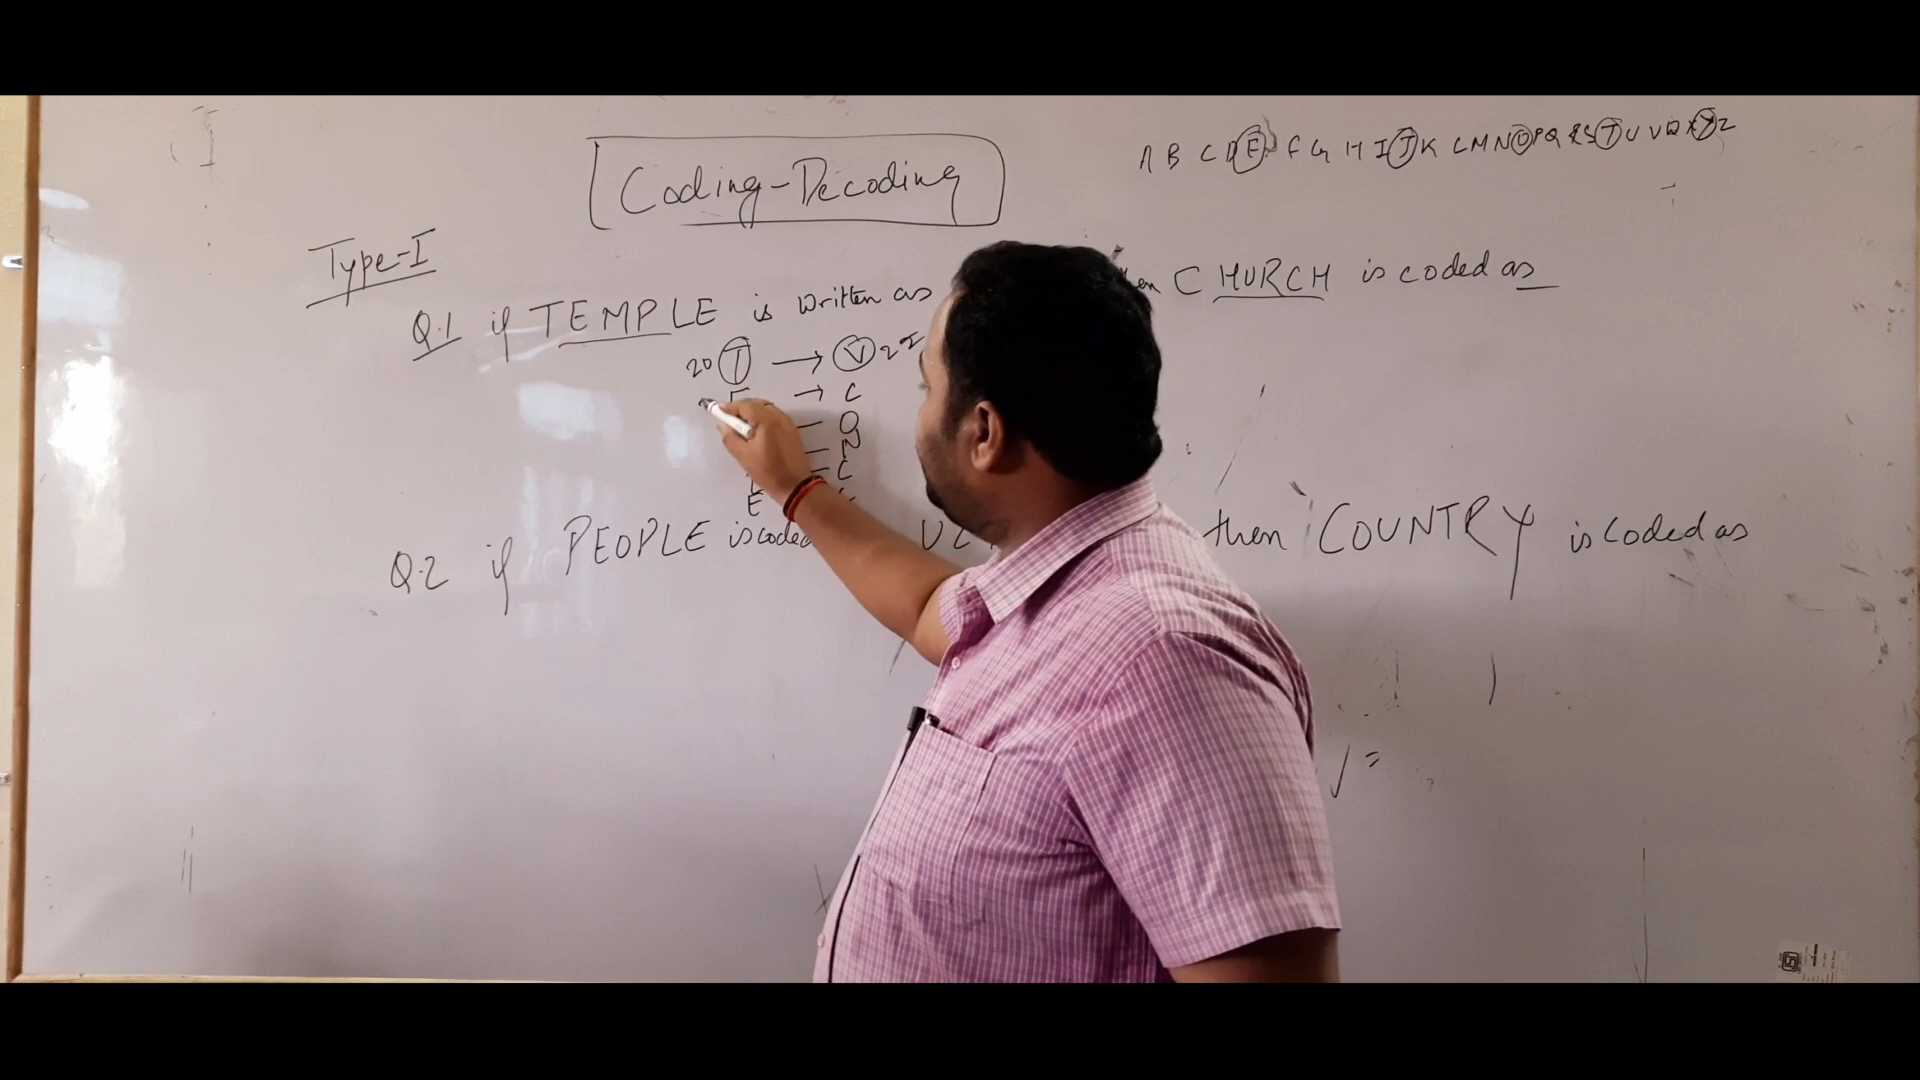 A B C D E F G H I J K L M N O P Q R S T U V W X Y Z
Coding-Decoding
Type-I
Q.1 if TEMPLE is written as CHURCH is coded as
20 T → V 22
→ C
O
N
C
E
Q.2 if PEOPLE is coded then COUNTRY is coded as